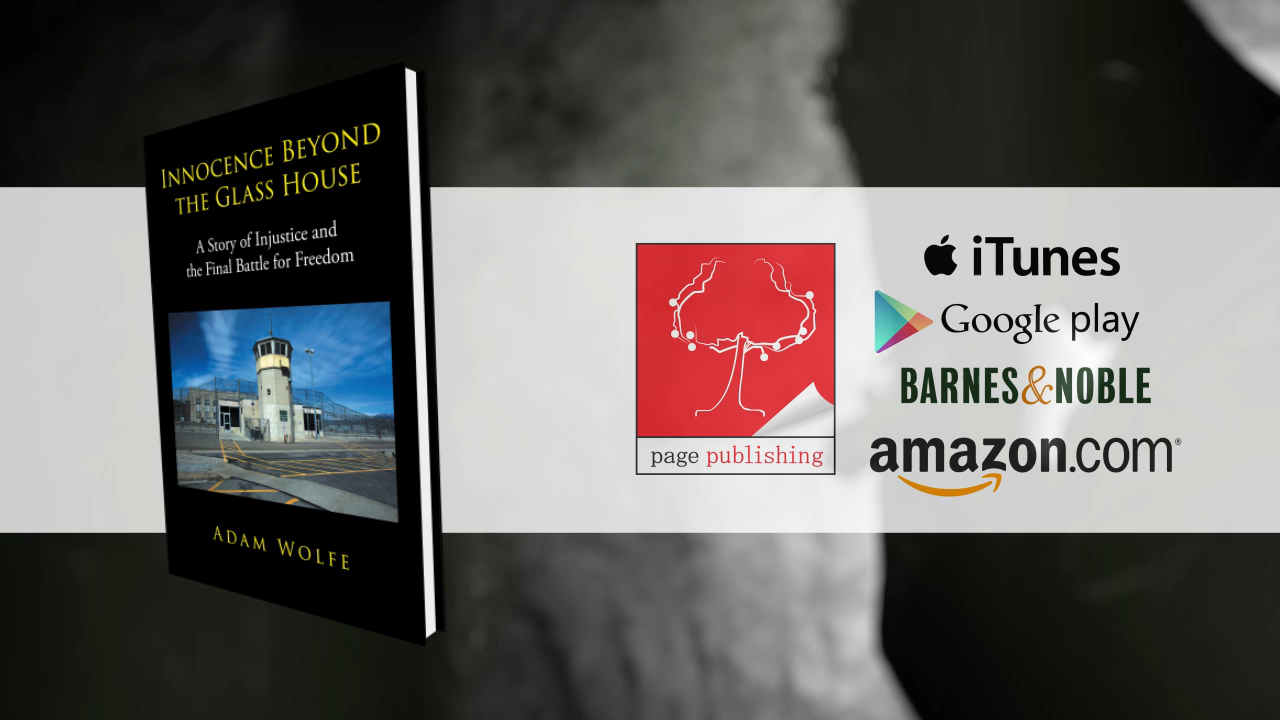 INNOCENCE BEYOND
THE GLASS HOUSE
A Story of Injustice and
the Final Battle for Freedom
ADAM WOLFE
page publishing
iTunes
Google play
BARNES&NOBLE
amazon.com®